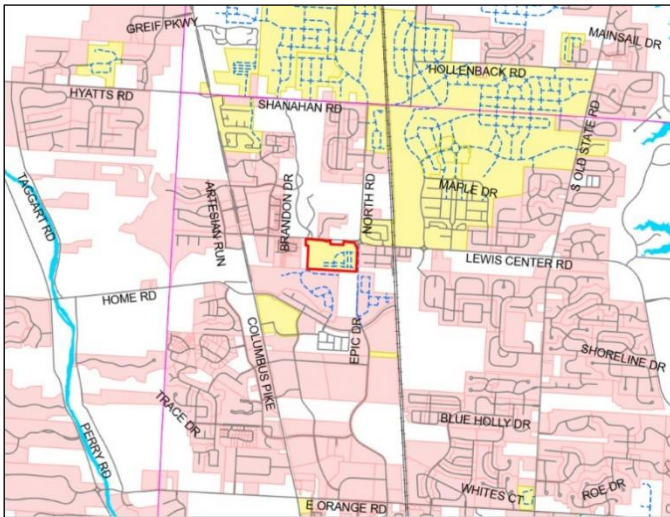 GREIF PKWY
MAINSAIL DR
HOLLENBACK RD
HYATTS RD
SHANAHAN RD
S OLD STATE RD
TAGGART RD
ARTESIAN RUN
BRANDON DR
NORTH RD
MAPLE DR
LEWIS CENTER RD
HOME RD
COLUMBUS PIKE
EPIC DR
SHORELINE DR
TRACE DR
BLUE HOLLY DR
PERRY RD
WHITES CT
ROE DR
E ORANGE RD